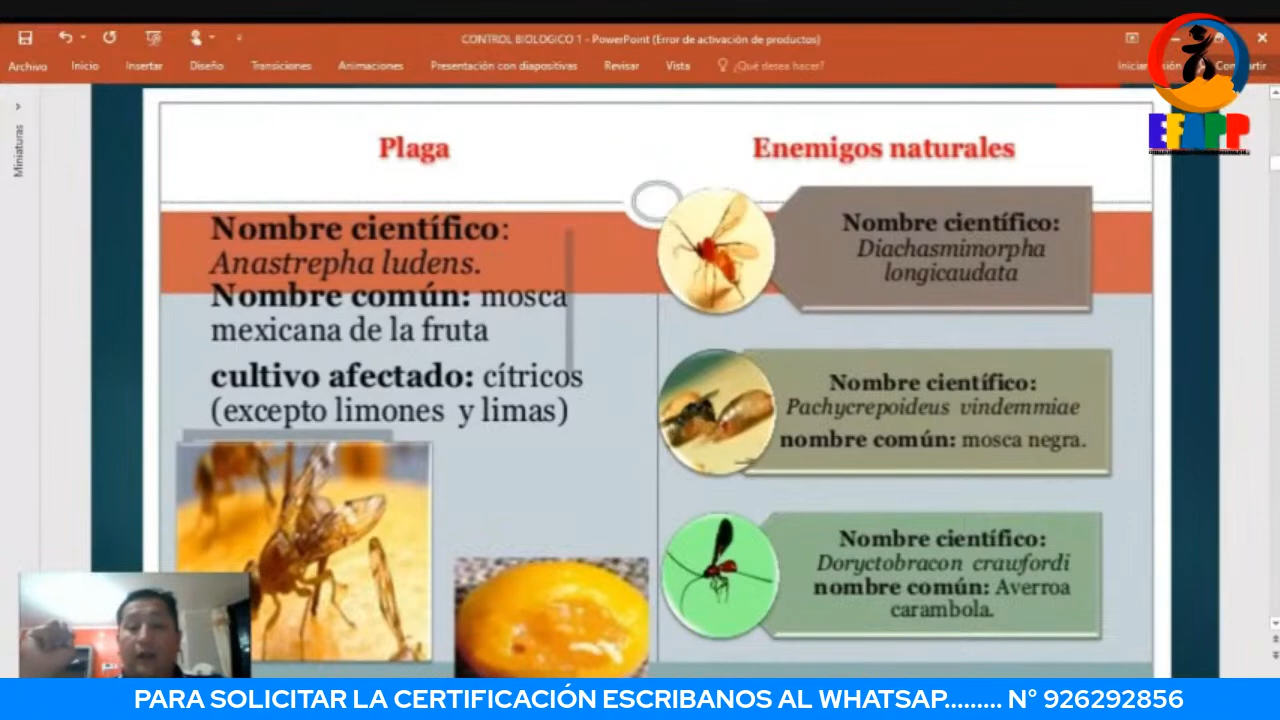 CONTROL BIOLOGICO 1 - PowerPoint (Error de activación de productos)
Archivo Inicio Insertar Diseño Transiciones Animaciones Presentación con diapositivas Revisar Vista ¿Qué desea hacer?
EFAPP
Miniaturas
Plaga
Nombre científico:
Anastrepha ludens.
Nombre común: mosca
mexicana de la fruta
cultivo afectado: cítricos
(excepto limones y limas)
Enemigos naturales
Nombre científico:
Diachasmimorpha
longicaudata
Nombre científico:
Pachycrepoideus vindemmiae
nombre común: mosca negra.
Nombre científico:
Doryctobracon crawfordi
nombre común: Averroa
carambola.
PARA SOLICITAR LA CERTIFICACIÓN ESCRIBANOS AL WHATSAP......... N° 926292856